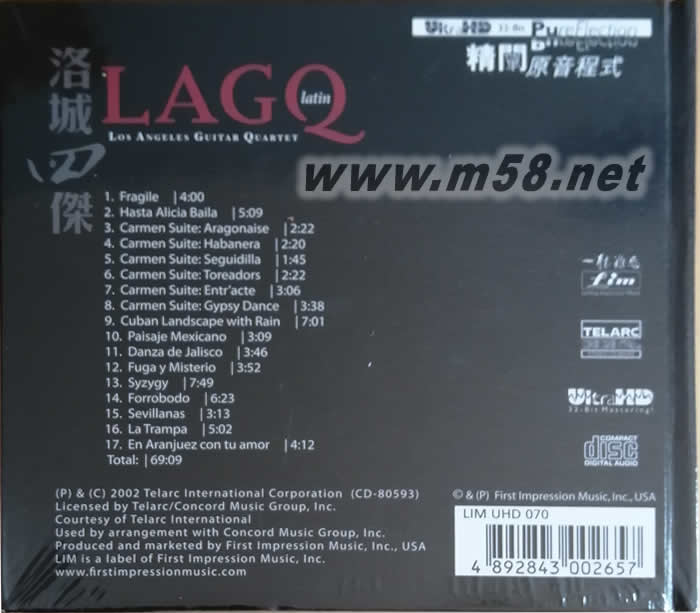 UltraHD 32-Bit PureFlection
精闡原音程式
洛城四傑
LAGQ
latin
LOS ANGELES GUITAR QUARTET
www.m58.net
1. Fragile | 4:00
2. Hasta Alicia Baila | 5:09
3. Carmen Suite: Aragonaise | 2:22
4. Carmen Suite: Habanera | 2:20
5. Carmen Suite: Seguidilla | 1:45
6. Carmen Suite: Toreadors | 2:22
7. Carmen Suite: Entr'acte | 3:06
8. Carmen Suite: Gypsy Dance | 3:38
9. Cuban Landscape with Rain | 7:01
10. Paisaje Mexicano | 3:09
11. Danza de Jalisco | 3:46
12. Fuga y Misterio | 3:52
13. Syzygy | 7:49
14. Forrobodo | 6:23
15. Sevillanas | 3:13
16. La Trampa | 5:02
17. En Aranjuez con tu amor | 4:12
Total: | 69:09
Lim
TELARC
UltraHD
32-Bit Mastering!
COMPACT
disc
DIGITAL AUDIO
(P) & (C) 2002 Telarc International Corporation (CD-80593)
Licensed by Telarc/Concord Music Group, Inc.
Courtesy of Telarc International
Used by arrangement with Concord Music Group, Inc.
Produced and marketed by First Impression Music, Inc., USA
LIM is a label of First Impression Music, Inc.
www.firstimpressionmusic.com
© & (P) First Impression Music, Inc., USA
LIM UHD 070
4 892843 002657